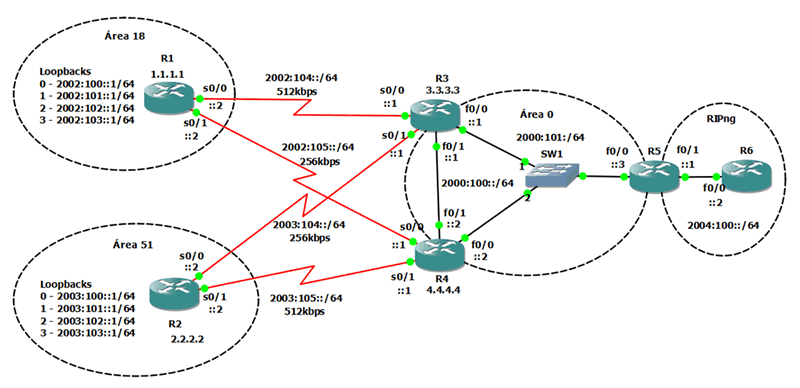 Área 18
R1
1.1.1.1
Loopbacks
0 - 2002:100::1/64
1 - 2002:101::1/64
2 - 2002:102::1/64
3 - 2002:103::1/64
s0/0
::2
s0/1
::2
2002:104::/64
512kbps
2002:105::/64
256kbps
R3
3.3.3.3
s0/0
::1
f0/0
::1
s0/1
::1
f0/1
::1
Área 0
2000:101:/64
SW1
1
2
2000:100::/64
f0/0
::3
R5
RIPng
f0/1
::1
R6
f0/0
::2
2004:100::/64
2003:104::/64
256kbps
s0/0
::1
f0/1
::2
f0/0
::2
s0/1
::1
R4
4.4.4.4
2003:105::/64
512kbps
Área 51
Loopbacks
0 - 2003:100::1/64
1 - 2003:101::1/64
2 - 2003:102::1/64
3 - 2003:103::1/64
s0/0
::2
s0/1
::2
R2
2.2.2.2